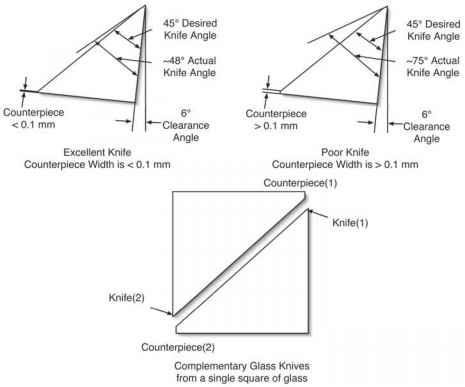 45° Desired
Knife Angle
~48° Actual
Knife Angle
Counterpiece
< 0.1 mm
6°
Clearance
Angle
Excellent Knife
Counterpiece Width is < 0.1 mm
45° Desired
Knife Angle
~75° Actual
Knife Angle
Counterpiece
> 0.1 mm
6°
Clearance
Angle
Poor Knife
Counterpiece Width is > 0.1 mm
Counterpiece(1)
Knife(1)
Knife(2)
Counterpiece(2)
Complementary Glass Knives
from a single square of glass